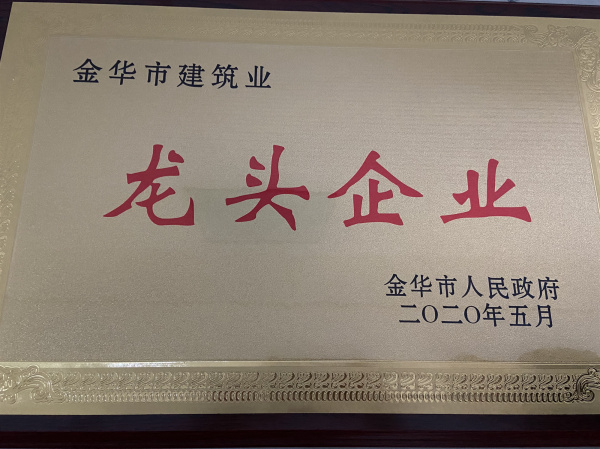 金华市建筑业
龙头企业
金华市人民政府
二〇二〇年五月